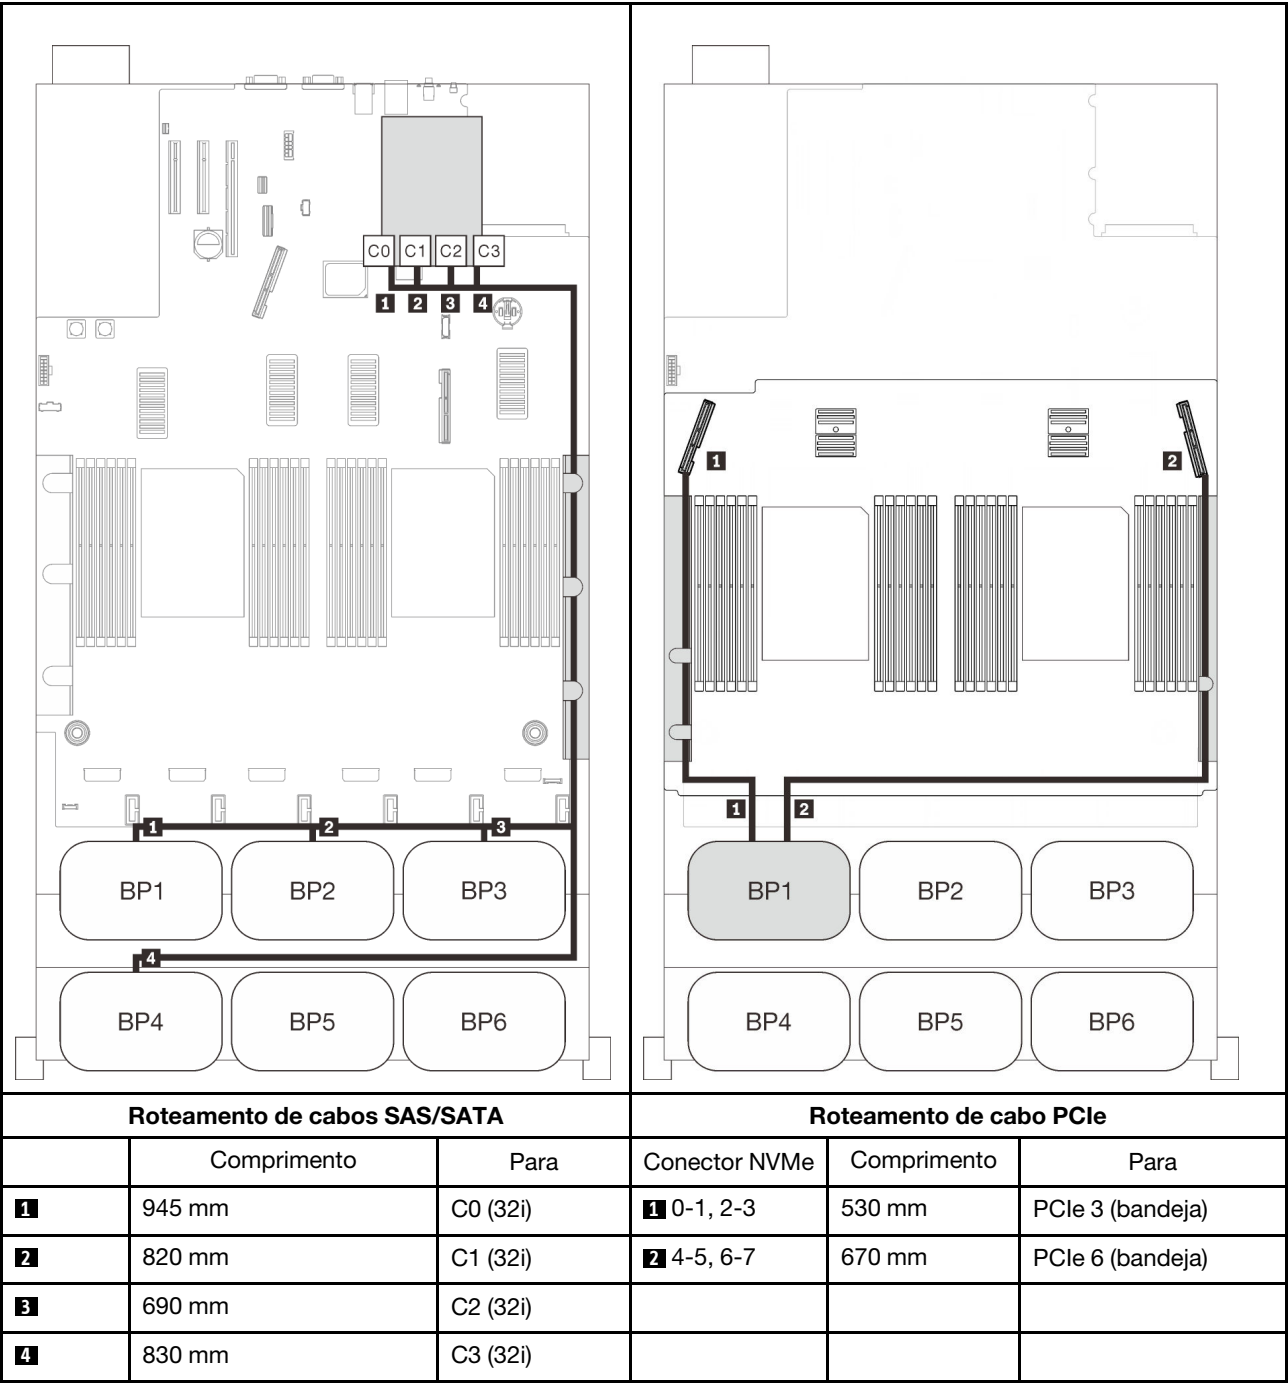 C0 C1 C2 C3
1 2 3 4
1 2
1 2 3
1 2
BP1 BP2 BP3
BP1 BP2 BP3
4
BP4 BP5 BP6
BP4 BP5 BP6
Roteamento de cabos SAS/SATA Roteamento de cabo PCIe
Comprimento Para Conector NVMe Comprimento Para
1 945 mm C0 (32i) 1 0-1, 2-3 530 mm PCIe 3 (bandeja)
2 820 mm C1 (32i) 2 4-5, 6-7 670 mm PCIe 6 (bandeja)
3 690 mm C2 (32i)
4 830 mm C3 (32i)